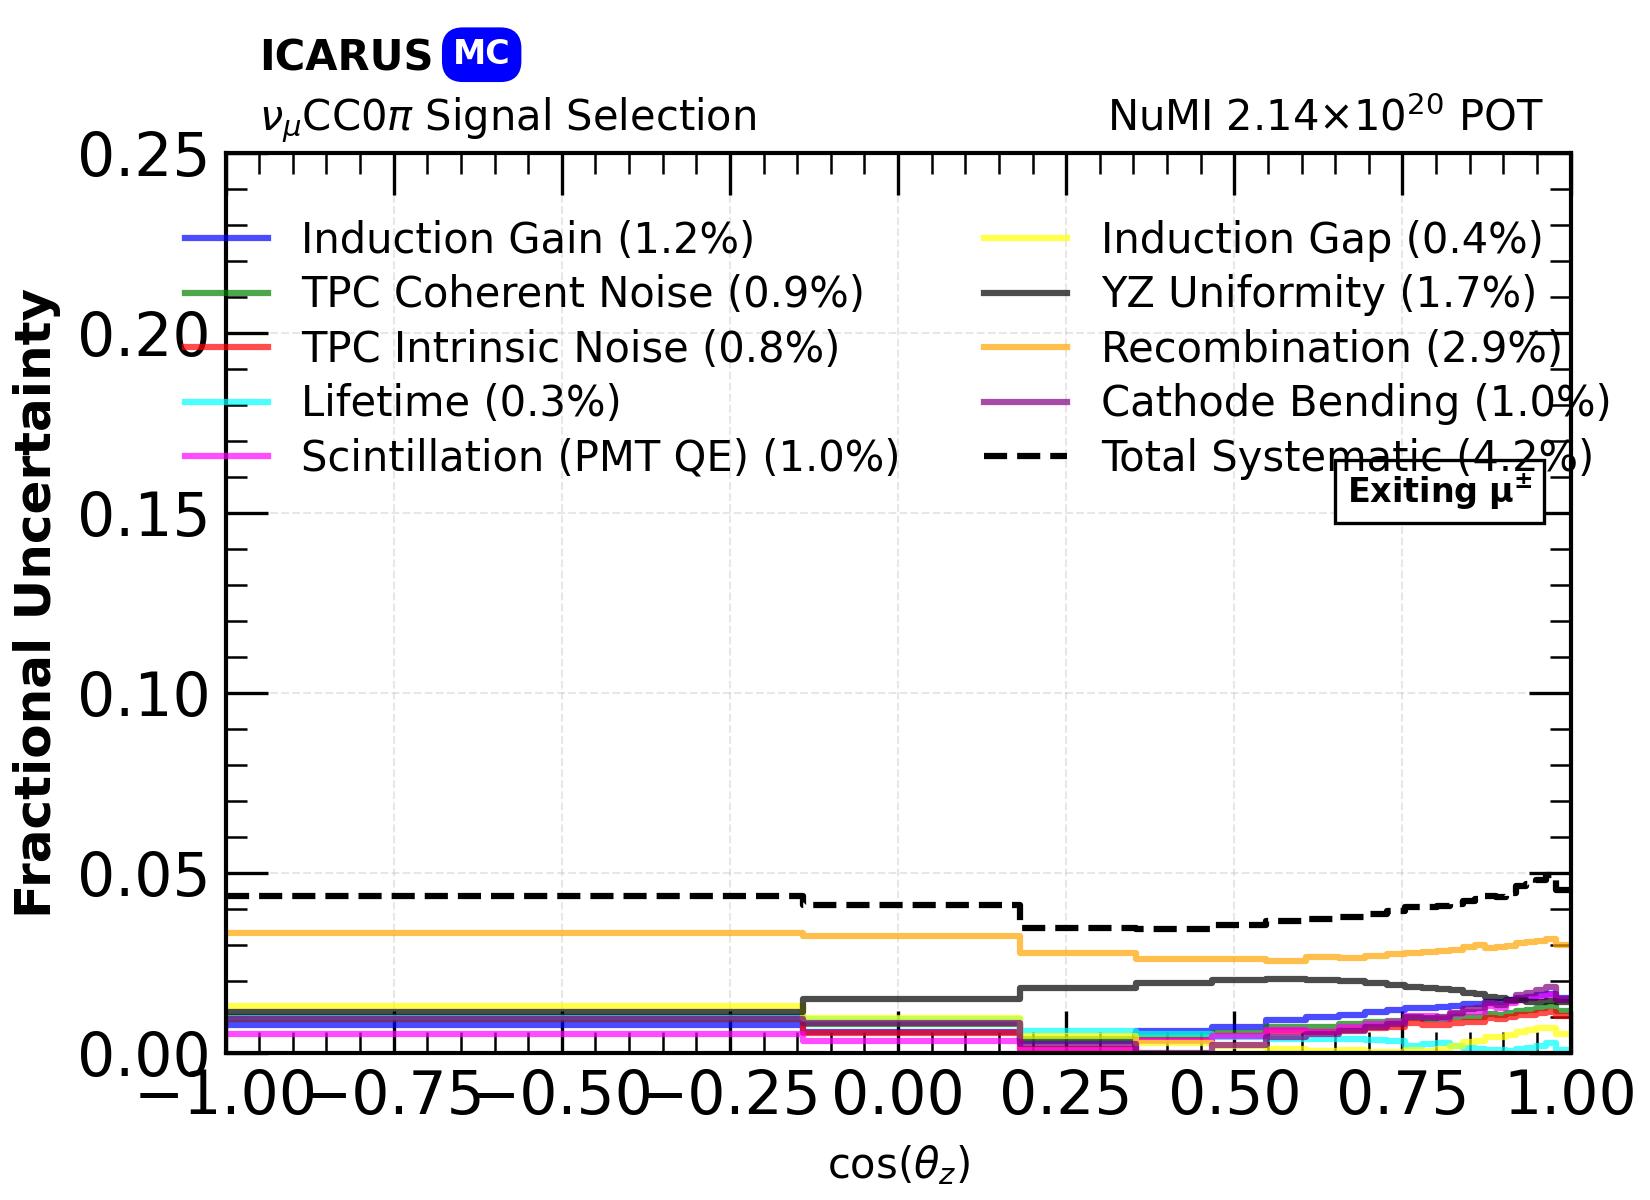 ICARUS MC
νμCC0π Signal Selection
NuMI 2.14×10²⁰ POT
Fractional Uncertainty
0.25
0.20
0.15
0.10
0.05
0.00
Induction Gain (1.2%)
TPC Coherent Noise (0.9%)
TPC Intrinsic Noise (0.8%)
Lifetime (0.3%)
Scintillation (PMT QE) (1.0%)
Induction Gap (0.4%)
YZ Uniformity (1.7%)
Recombination (2.9%)
Cathode Bending (1.0%)
Total Systematic (4.2%)
Exiting μ±
−1.00 −0.75 −0.50 −0.25 0.00 0.25 0.50 0.75 1.00
cos(θz)